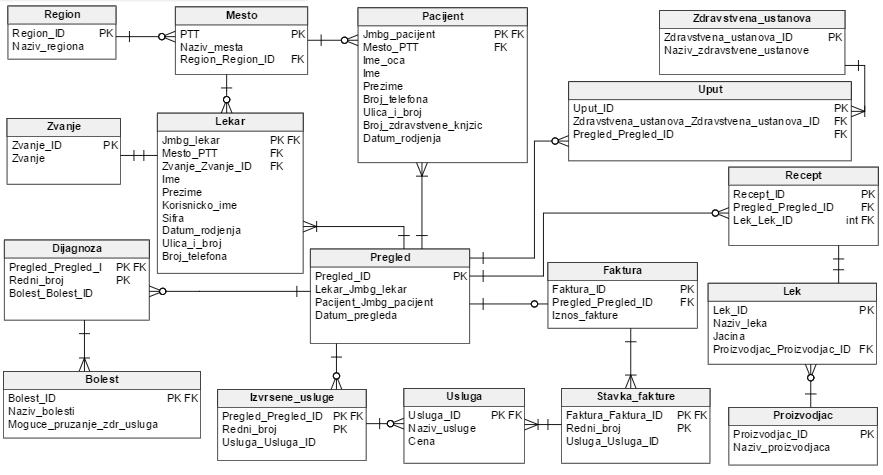 Region
Region_ID PK
Naziv_regiona
Mesto
PTT PK
Naziv_mesta
Region_Region_ID FK
Pacijent
Jmbg_pacijent PK FK
Mesto_PTT FK
Ime_oca
Ime
Prezime
Broj_telefona
Ulica_i_broj
Broj_zdravstvene_knjzic
Datum_rodjenja
Zdravstvena_ustanova
Zdravstvena_ustanova_ID PK
Naziv_zdravstvene_ustanove
Uput
Uput_ID PK
Zdravstvena_ustanova_Zdravstvena_ustanova_ID FK
Pregled_Pregled_ID FK
Zvanje
Zvanje_ID PK
Zvanje
Lekar
Jmbg_lekar PK FK
Mesto_PTT FK
Zvanje_Zvanje_ID FK
Ime
Prezime
Korisnicko_ime
Sifra
Datum_rodjenja
Ulica_i_broj
Broj_telefona
Recept
Recept_ID PK
Pregled_Pregled_ID FK
Lek_Lek_ID int FK
Dijagnoza
Pregled_Pregled_I PK FK
Redni_broj PK
Bolest_Bolest_ID
Pregled
Pregled_ID PK
Lekar_Jmbg_lekar
Pacijent_Jmbg_pacijent
Datum_pregleda
Faktura
Faktura_ID PK
Pregled_Pregled_ID FK
Iznos_fakture
Lek
Lek_ID PK
Naziv_leka
Jacina
Proizvodjac_Proizvodjac_ID FK
Bolest
Bolest_ID PK FK
Naziv_bolesti
Moguce_pruzanje_zdr_usluga
Izvrsene_usluge
Pregled_Pregled_ID PK FK
Redni_broj PK
Usluga_Usluga_ID
Usluga
Usluga_ID PK FK
Naziv_usluge
Cena
Stavka_fakture
Faktura_Faktura_ID PK FK
Redni_broj PK
Usluga_Usluga_ID
Proizvodjac
Proizvodjac_ID PK
Naziv_proizvodjaca